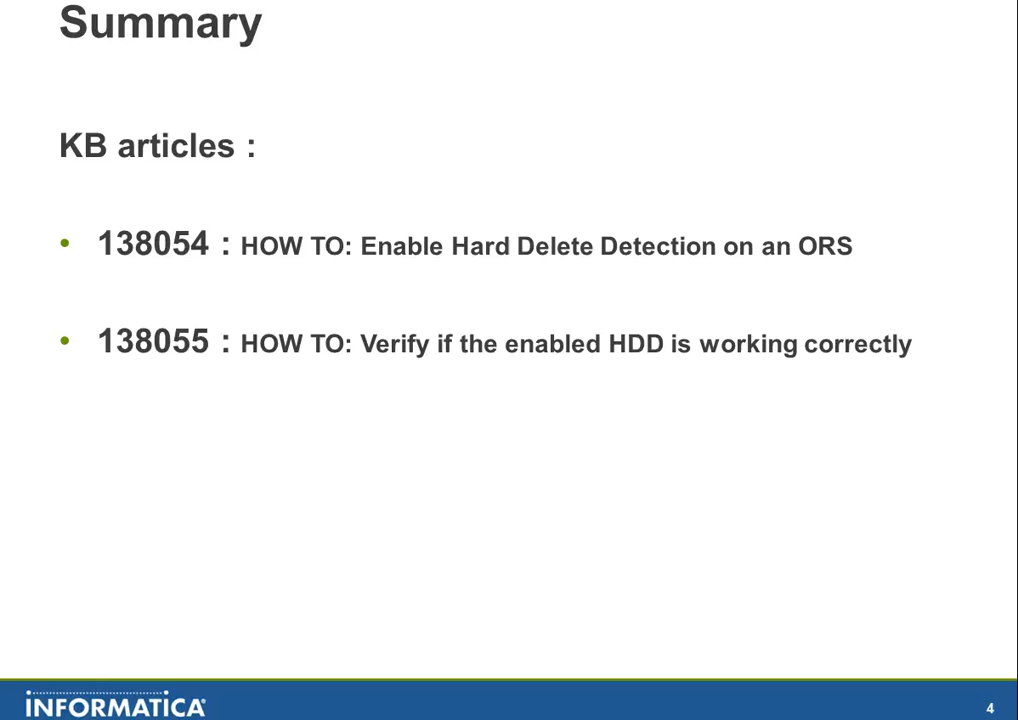 Summary
KB articles :
• 138054 : HOW TO: Enable Hard Delete Detection on an ORS
• 138055 : HOW TO: Verify if the enabled HDD is working correctly
INFORMATICA®
4